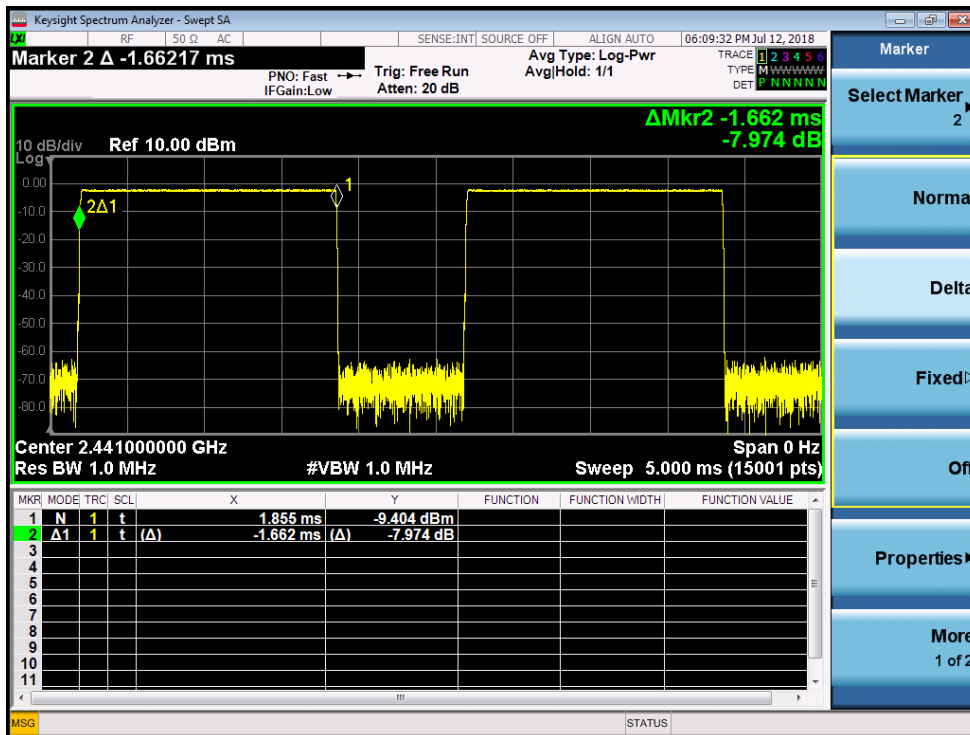 Keysight Spectrum Analyzer - Swept SA
LXI RF 50 Ω AC SENSE:INT SOURCE OFF ALIGN AUTO 06:09:32 PM Jul 12, 2018
Marker 2 Δ -1.66217 ms
PNO: Fast
IFGain:Low
Trig: Free Run
Atten: 20 dB
Avg Type: Log-Pwr
Avg|Hold: 1/1
TRACE 1 2 3 4 5 6
TYPE M WWWWW
DET P N N N N N
ΔMkr2 -1.662 ms
-7.974 dB
10 dB/div Ref 10.00 dBm
Log
0.00
-10.0
-20.0
-30.0
-40.0
-50.0
-60.0
-70.0
-80.0
2Δ1
1
Center 2.441000000 GHz Span 0 Hz
Res BW 1.0 MHz #VBW 1.0 MHz Sweep 5.000 ms (15001 pts)
MKR MODE TRC SCL X Y FUNCTION FUNCTION WIDTH FUNCTION VALUE
1 N 1 t 1.855 ms -9.404 dBm
2 Δ1 1 t (Δ) -1.662 ms (Δ) -7.974 dB
3
4
5
6
7
8
9
10
11
MSG STATUS
Marker
Select Marker
2
Norma
Delta
Fixed
Off
Properties
More
1 of 2